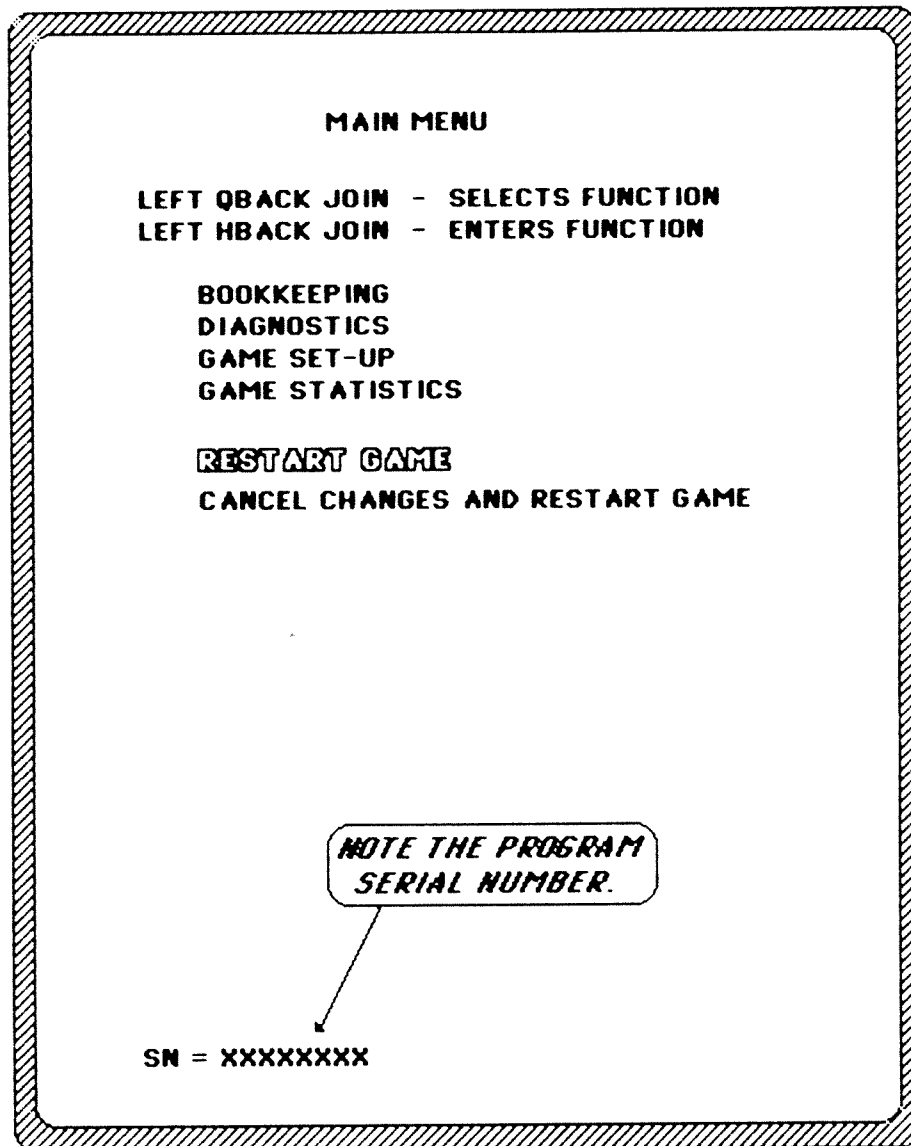 MAIN MENU
LEFT QBACK JOIN - SELECTS FUNCTION
LEFT HBACK JOIN - ENTERS FUNCTION
BOOKKEEPING
DIAGNOSTICS
GAME SET-UP
GAME STATISTICS
RESTART GAME
CANCEL CHANGES AND RESTART GAME
NOTE THE PROGRAM
SERIAL NUMBER.
SN = XXXXXXXX